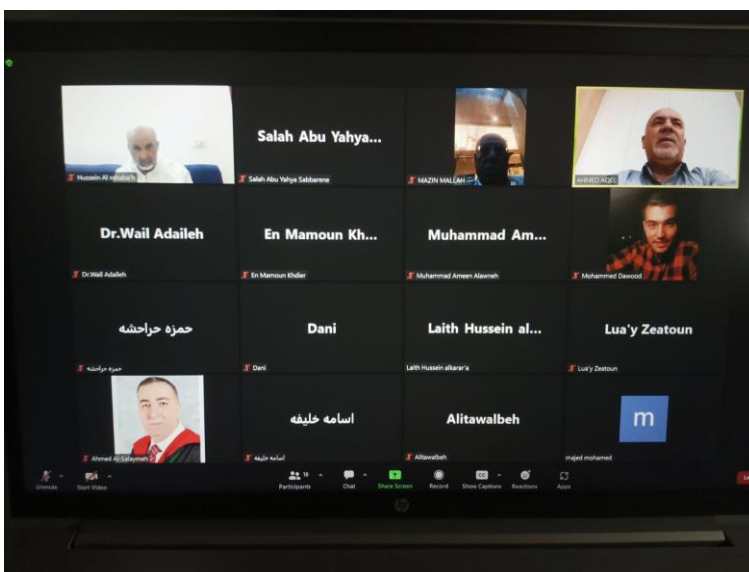 Hussein Al rababa'h
Salah Abu Yahya...
Salah Abu Yahya Sabbarene
MAZIN MALLAH
AHMED AQEL
Dr.Wail Adaileh
Dr.Wail Adaileh
En Mamoun Kh...
En Mamoun Khdier
Muhammad Am...
Muhammad Ameen Alawneh
Mohammed Dawood
حمزه حراحشه
حمزه حراحشه
Dani
Dani
Laith Hussein al...
Laith Hussein alkarar'a
Lua'y Zeatoun
Lua'y Zeatoun
Ahmed Al-Salaymeh
اسامه خليفه
اسامه خليفه
Alitawalbeh
Alitawalbeh
m
majed mohamed
Unmute
Start Video
16
Participants
Chat
Share Screen
Record
CC
Show Captions
Reactions
Apps
hp